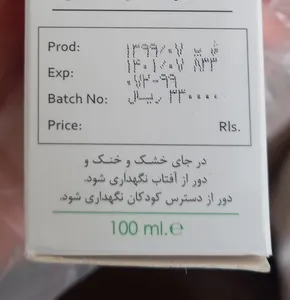 Prod: ۱۳۹۹/۰۷
Exp: ۱۴۰۱/۰۷
Batch No: ۰۷۲-۹۹
Price: ۳۳۰۰۰۰ ریال Rls.
در جای خشک و خنک و
دور از آفتاب نگهداری شود.
دور از دسترس کودکان نگهداری شود.
100 ml.℮